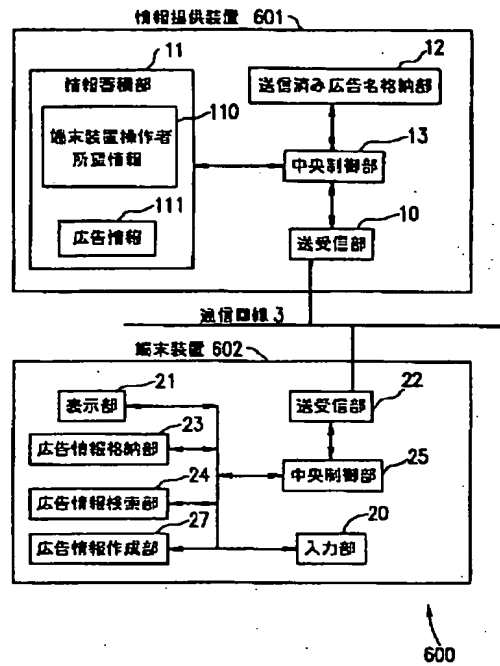 情報提供装置 601
11
情報蓄積部
110
端末装置操作者
所望情報
111
広告情報
12
送信済み広告名格納部
13
中央制御部
10
送受信部
通信回線 3
端末装置 602
21
表示部
23
広告情報格納部
24
広告情報検索部
27
広告情報作成部
22
送受信部
25
中央制御部
20
入力部
600